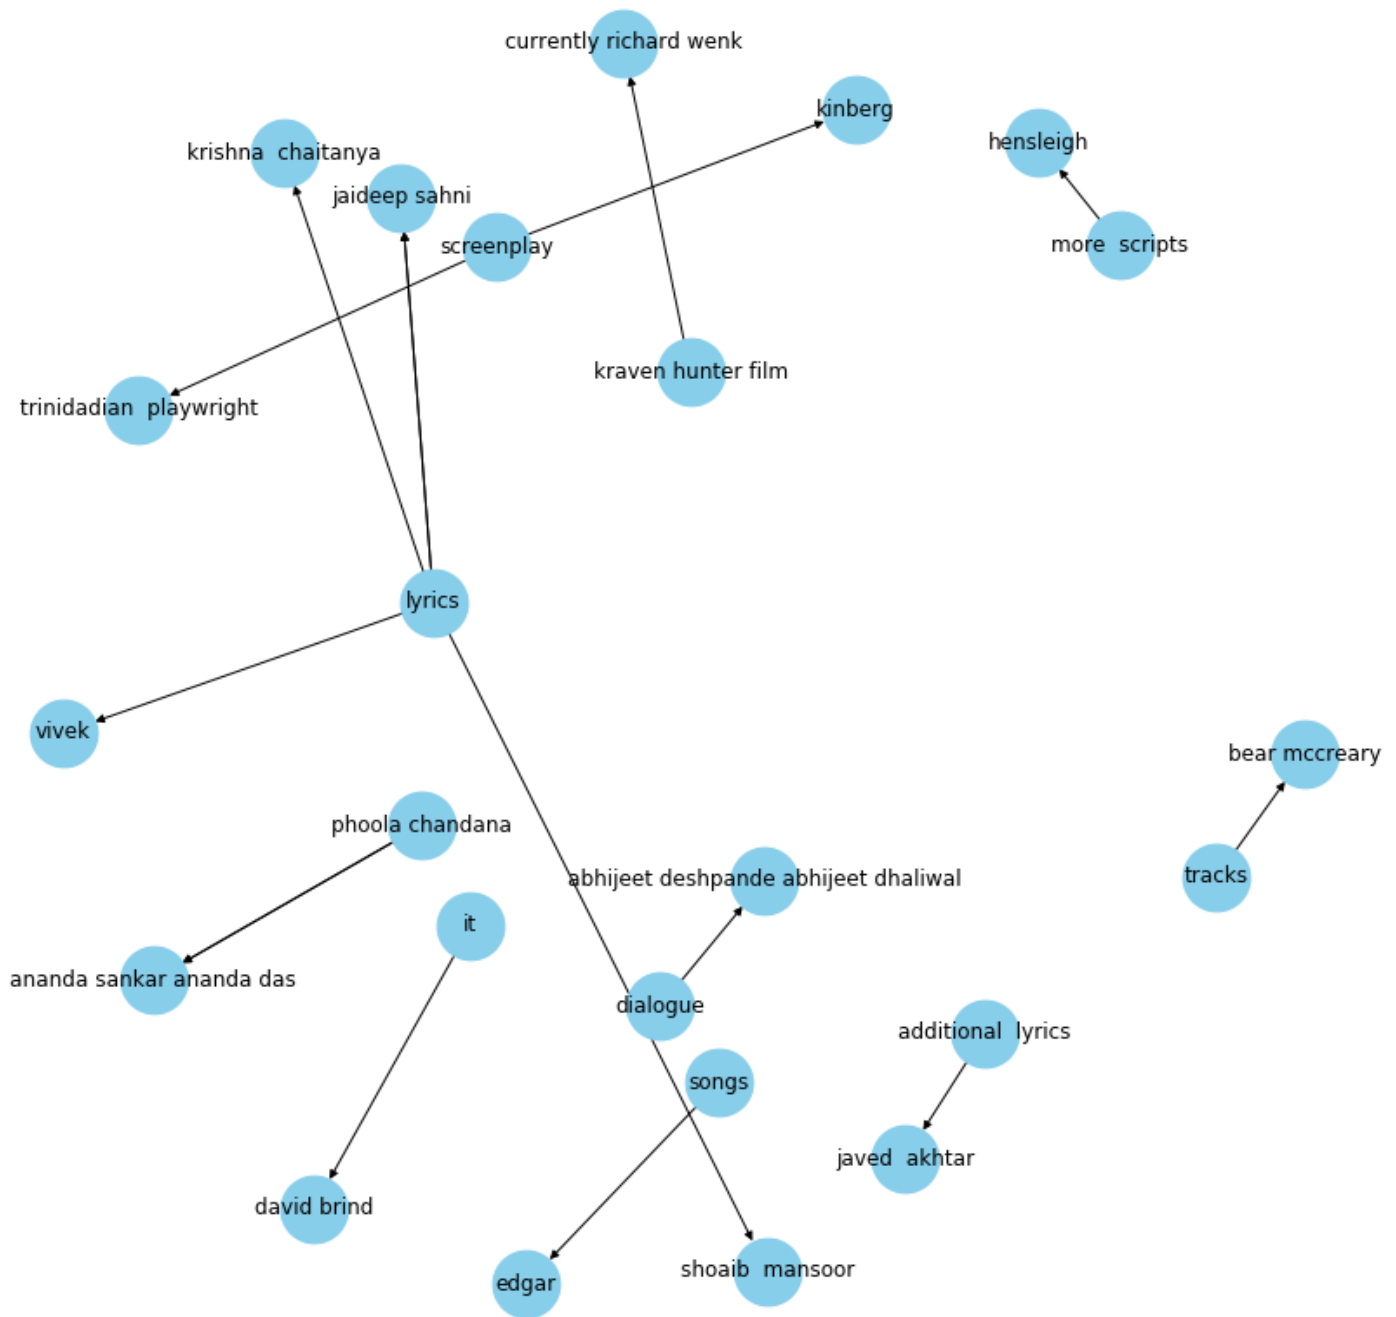 currently richard wenk
kinberg
hensleigh
krishna  chaitanya
jaideep sahni
screenplay
more  scripts
kraven hunter film
trinidadian  playwright
lyrics
vivek
bear mccreary
phoola chandana
abhijeet deshpande abhijeet dhaliwal
tracks
it
ananda sankar ananda das
dialogue
additional  lyrics
songs
javed  akhtar
david brind
shoaib  mansoor
edgar